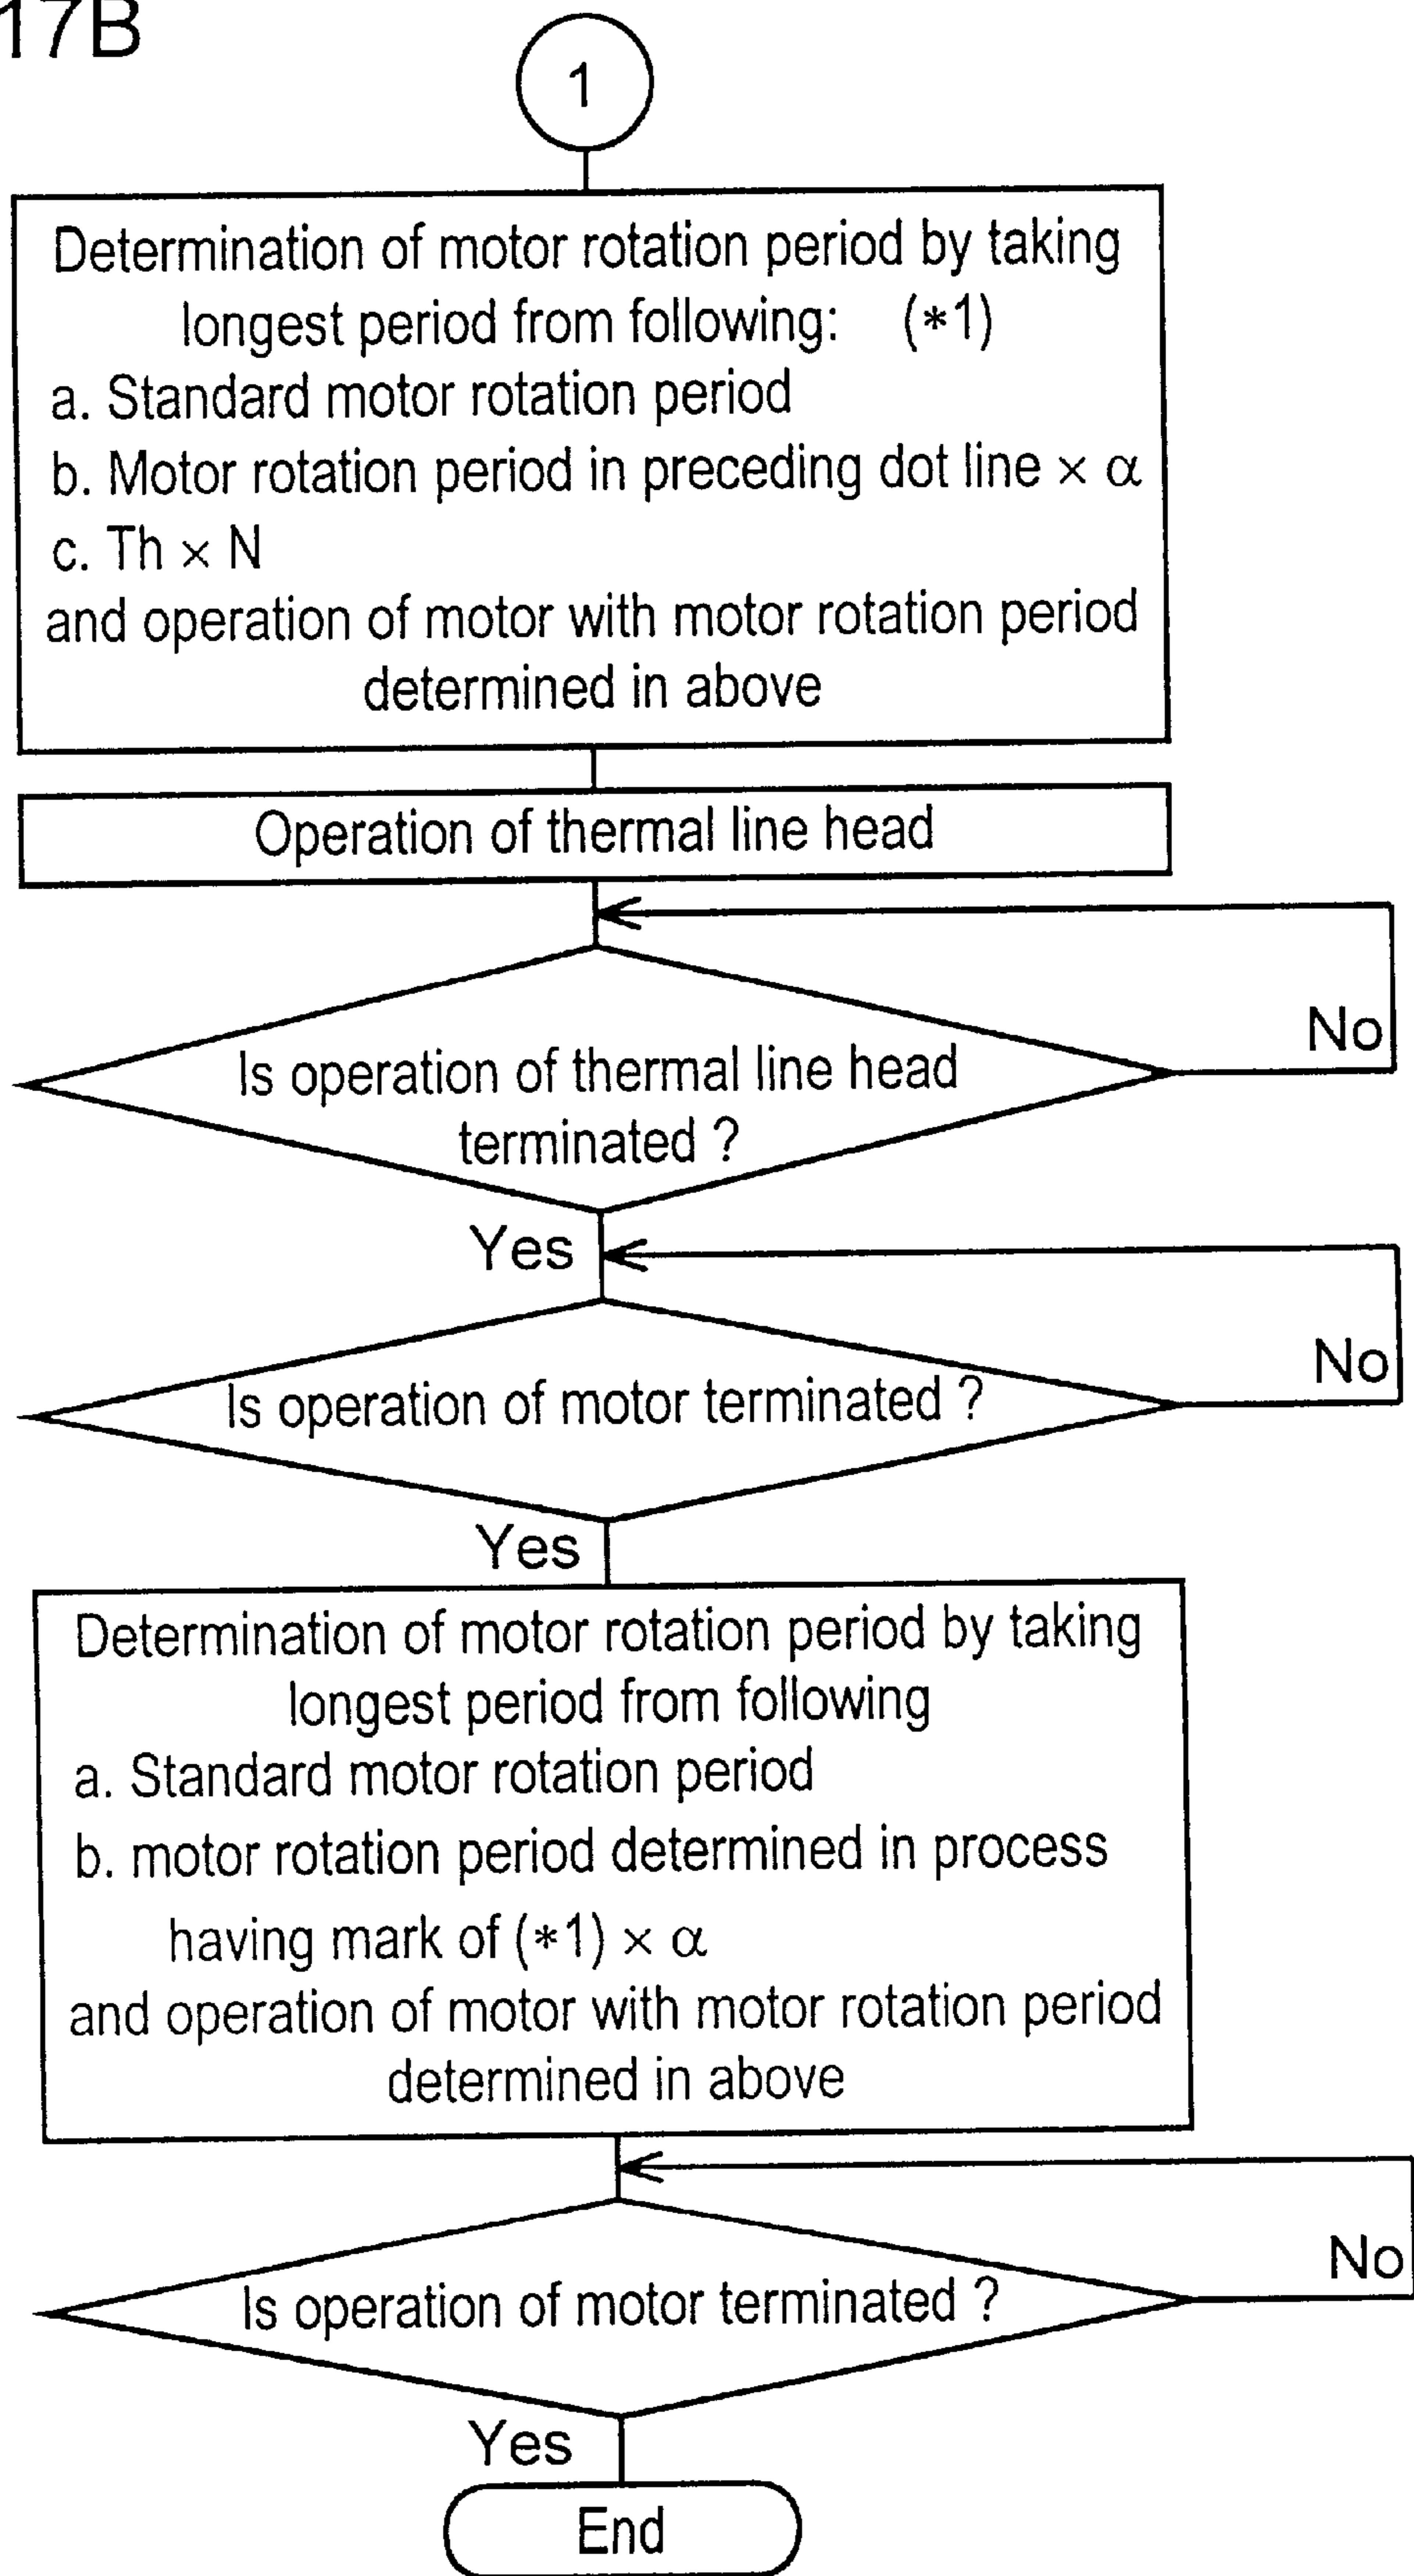 17B
1
Determination of motor rotation period by taking
longest period from following: (*1)
a. Standard motor rotation period
b. Motor rotation period in preceding dot line × α
c. Th × N
and operation of motor with motor rotation period
determined in above
Operation of thermal line head
No
Is operation of thermal line head
terminated ?
Yes
No
Is operation of motor terminated ?
Yes
Determination of motor rotation period by taking
longest period from following
a. Standard motor rotation period
b. motor rotation period determined in process
having mark of (*1) × α
and operation of motor with motor rotation period
determined in above
No
Is operation of motor terminated ?
Yes
End